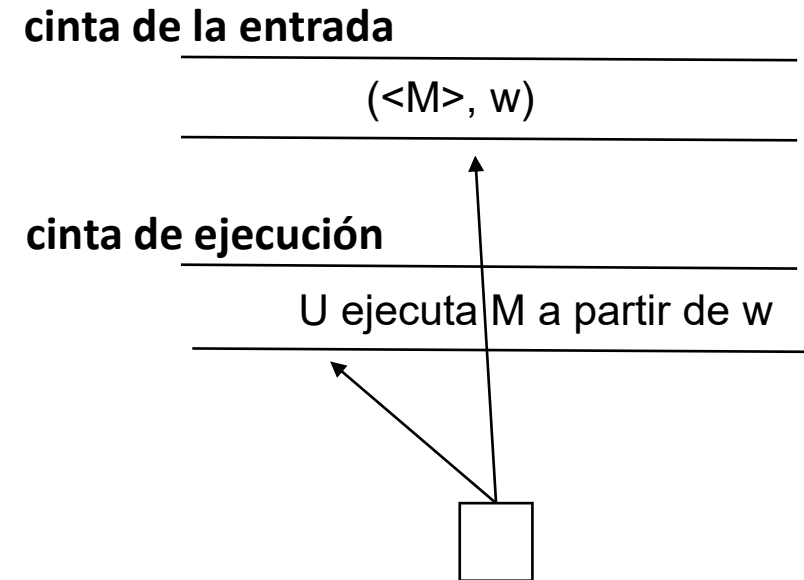 cinta de la entrada
(<M>, w)
cinta de ejecución
U ejecuta M a partir de w